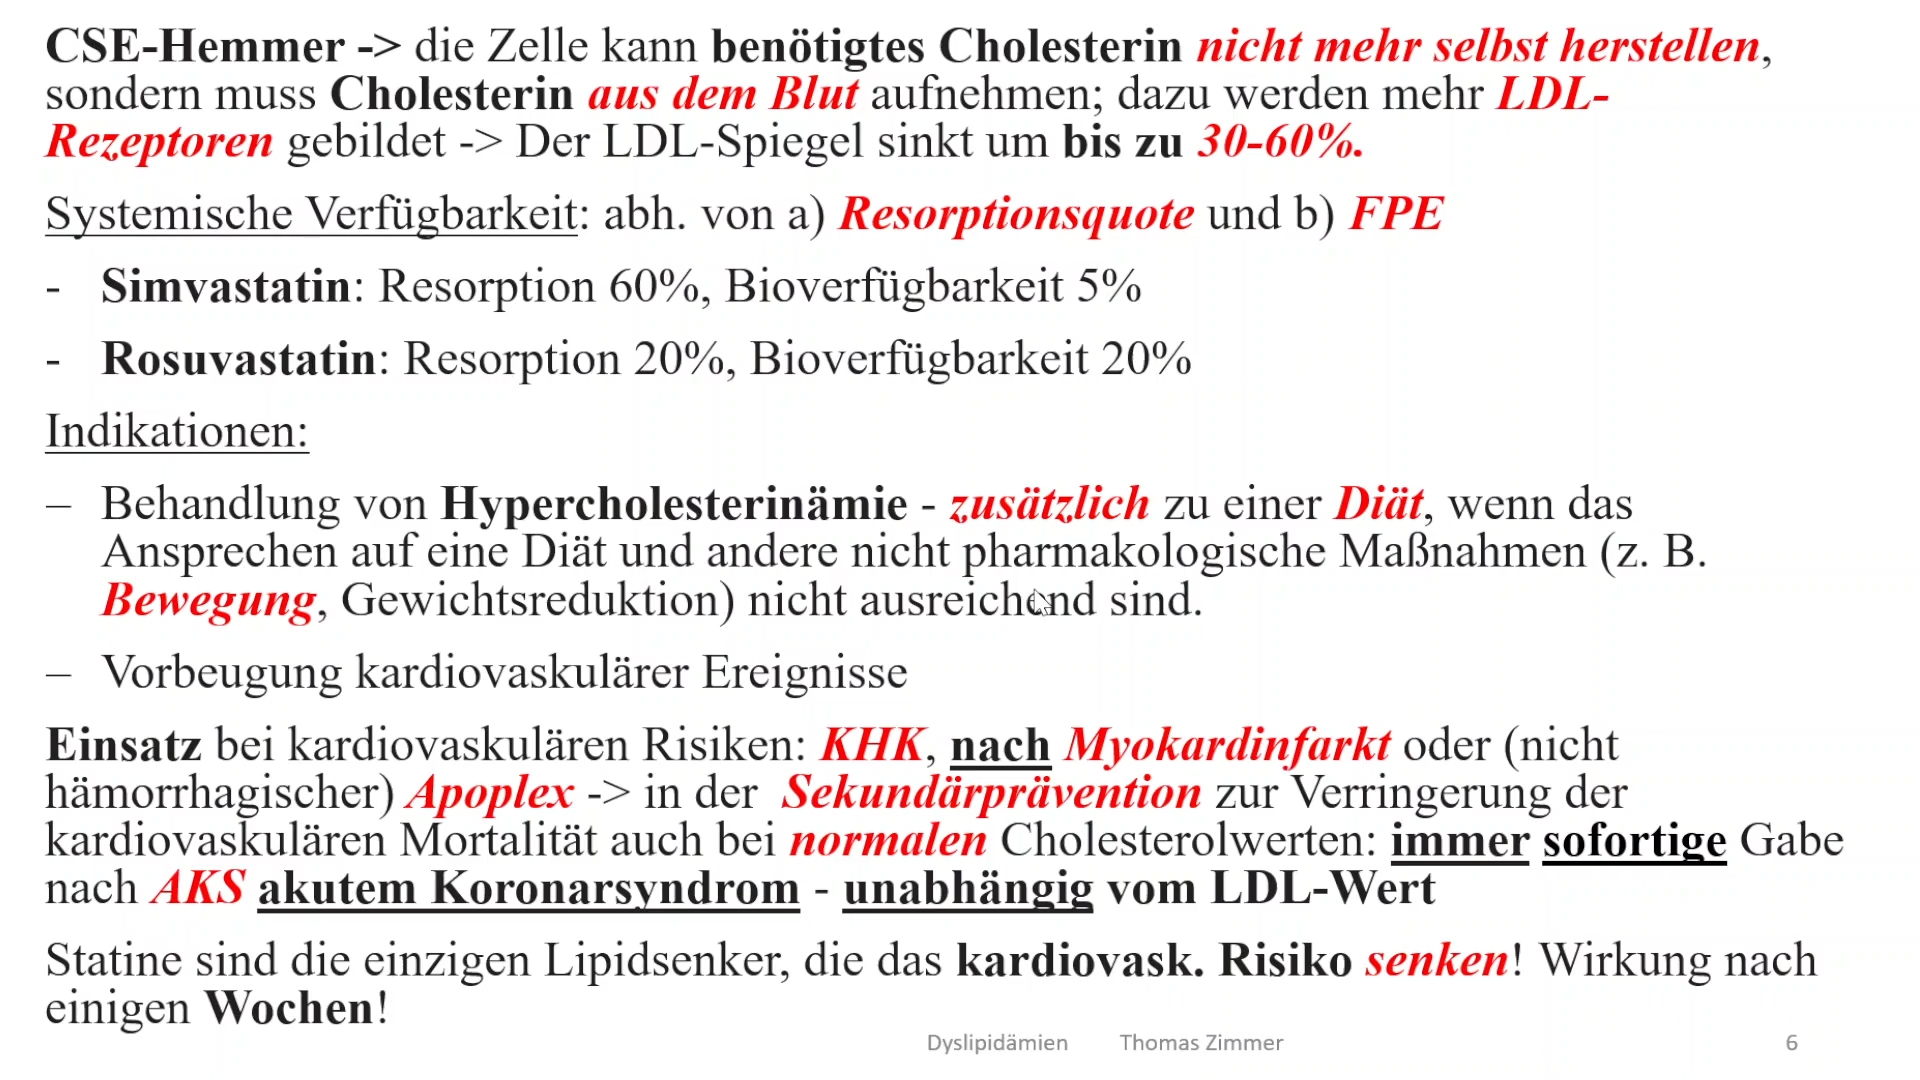 CSE-Hemmer -> die Zelle kann benötigtes Cholesterin nicht mehr selbst herstellen,
sondern muss Cholesterin aus dem Blut aufnehmen; dazu werden mehr LDL-
Rezeptoren gebildet -> Der LDL-Spiegel sinkt um bis zu 30-60%.
Systemische Verfügbarkeit: abh. von a) Resorptionsquote und b) FPE
- Simvastatin: Resorption 60%, Bioverfügbarkeit 5%
- Rosuvastatin: Resorption 20%, Bioverfügbarkeit 20%
Indikationen:
– Behandlung von Hypercholesterinämie - zusätzlich zu einer Diät, wenn das
Ansprechen auf eine Diät und andere nicht pharmakologische Maßnahmen (z. B.
Bewegung, Gewichtsreduktion) nicht ausreichend sind.
– Vorbeugung kardiovaskulärer Ereignisse
Einsatz bei kardiovaskulären Risiken: KHK, nach Myokardinfarkt oder (nicht
hämorrhagischer) Apoplex -> in der Sekundärprävention zur Verringerung der
kardiovaskulären Mortalität auch bei normalen Cholesterolwerten: immer sofortige Gabe
nach AKS akutem Koronarsyndrom - unabhängig vom LDL-Wert
Statine sind die einzigen Lipidsenker, die das kardiovask. Risiko senken! Wirkung nach
einigen Wochen!
Dyslipidämien Thomas Zimmer 6